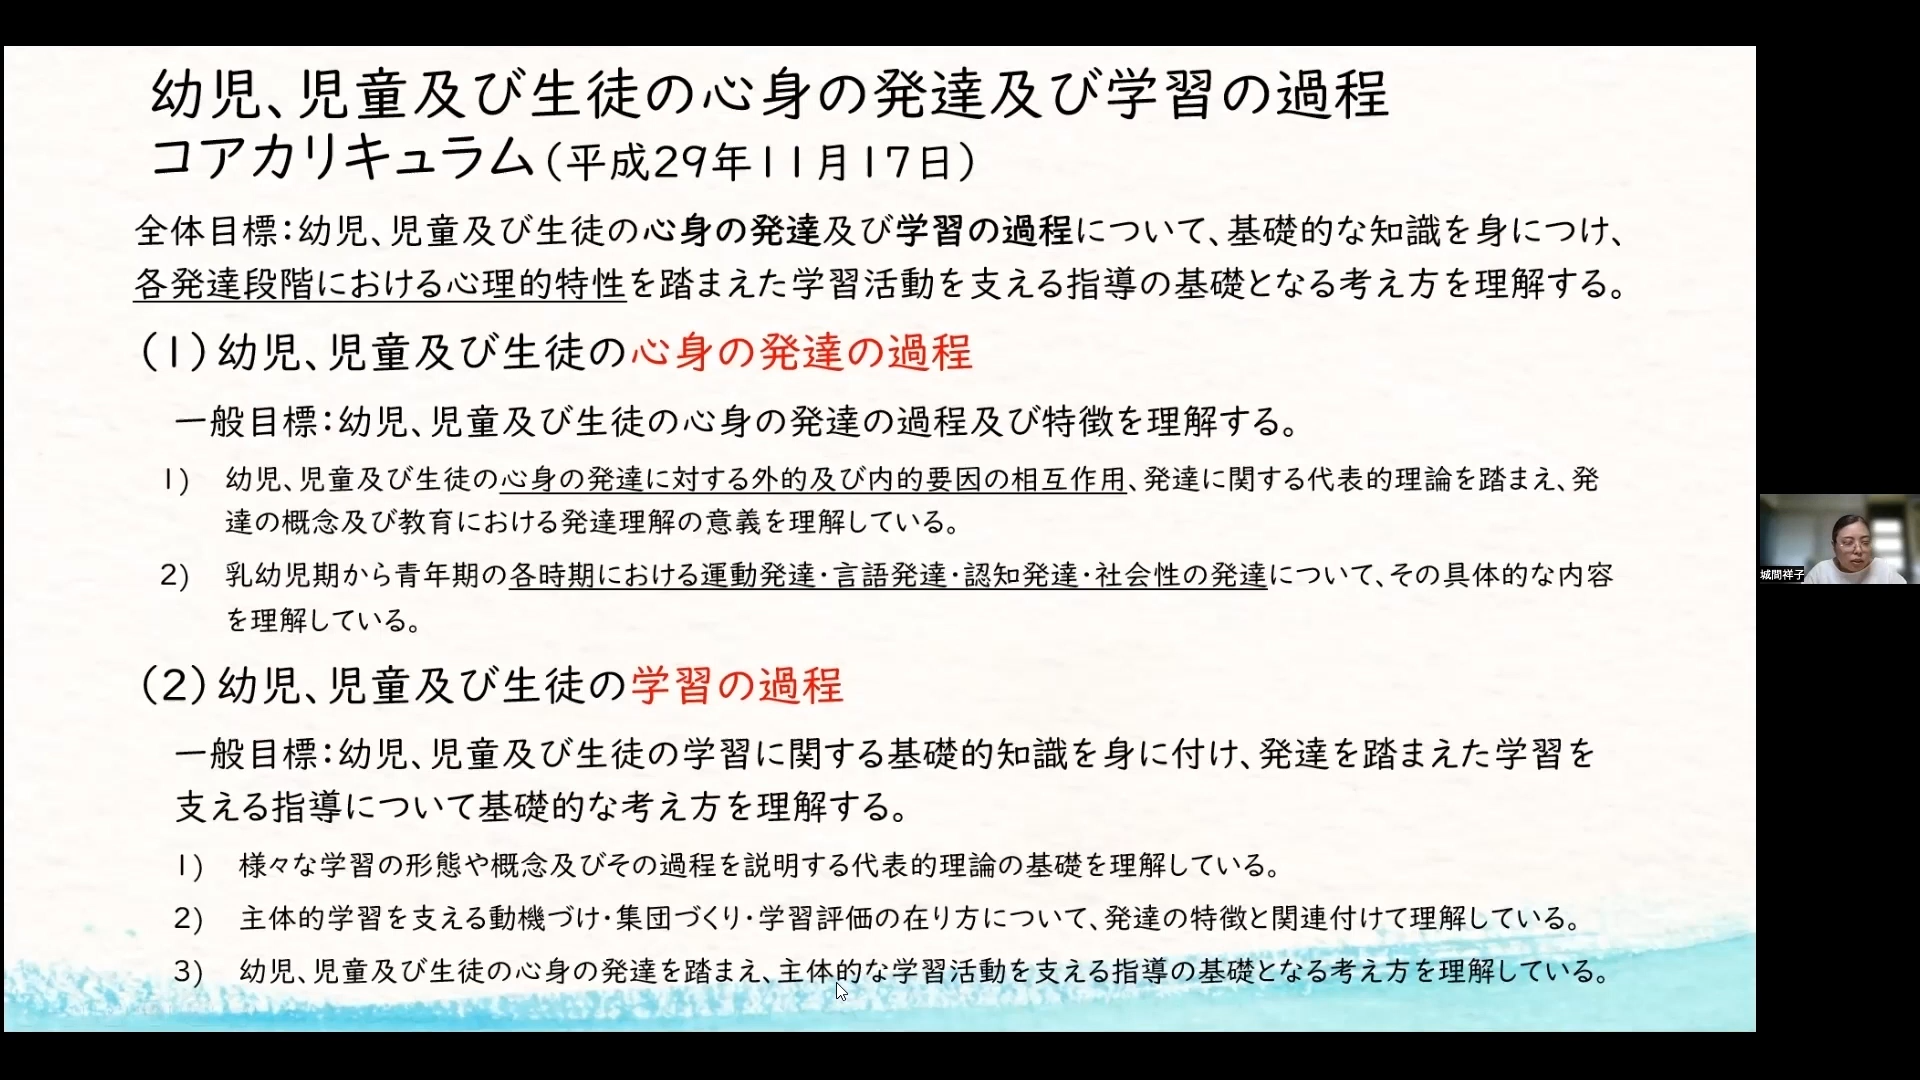 幼児、児童及び生徒の心身の発達及び学習の過程
コアカリキュラム（平成29年11月17日）
全体目標：幼児、児童及び生徒の心身の発達及び学習の過程について、基礎的な知識を身につけ、
各発達段階における心理的特性を踏まえた学習活動を支える指導の基礎となる考え方を理解する。
（1）幼児、児童及び生徒の心身の発達の過程
一般目標：幼児、児童及び生徒の心身の発達の過程及び特徴を理解する。
1） 幼児、児童及び生徒の心身の発達に対する外的及び内的要因の相互作用、発達に関する代表的理論を踏まえ、発
達の概念及び教育における発達理解の意義を理解している。
2） 乳幼児期から青年期の各時期における運動発達・言語発達・認知発達・社会性の発達について、その具体的な内容
を理解している。
（2）幼児、児童及び生徒の学習の過程
一般目標：幼児、児童及び生徒の学習に関する基礎的知識を身に付け、発達を踏まえた学習を
支える指導について基礎的な考え方を理解する。
1） 様々な学習の形態や概念及びその過程を説明する代表的理論の基礎を理解している。
2） 主体的学習を支える動機づけ・集団づくり・学習評価の在り方について、発達の特徴と関連付けて理解している。
3） 幼児、児童及び生徒の心身の発達を踏まえ、主体的な学習活動を支える指導の基礎となる考え方を理解している。
城間祥子